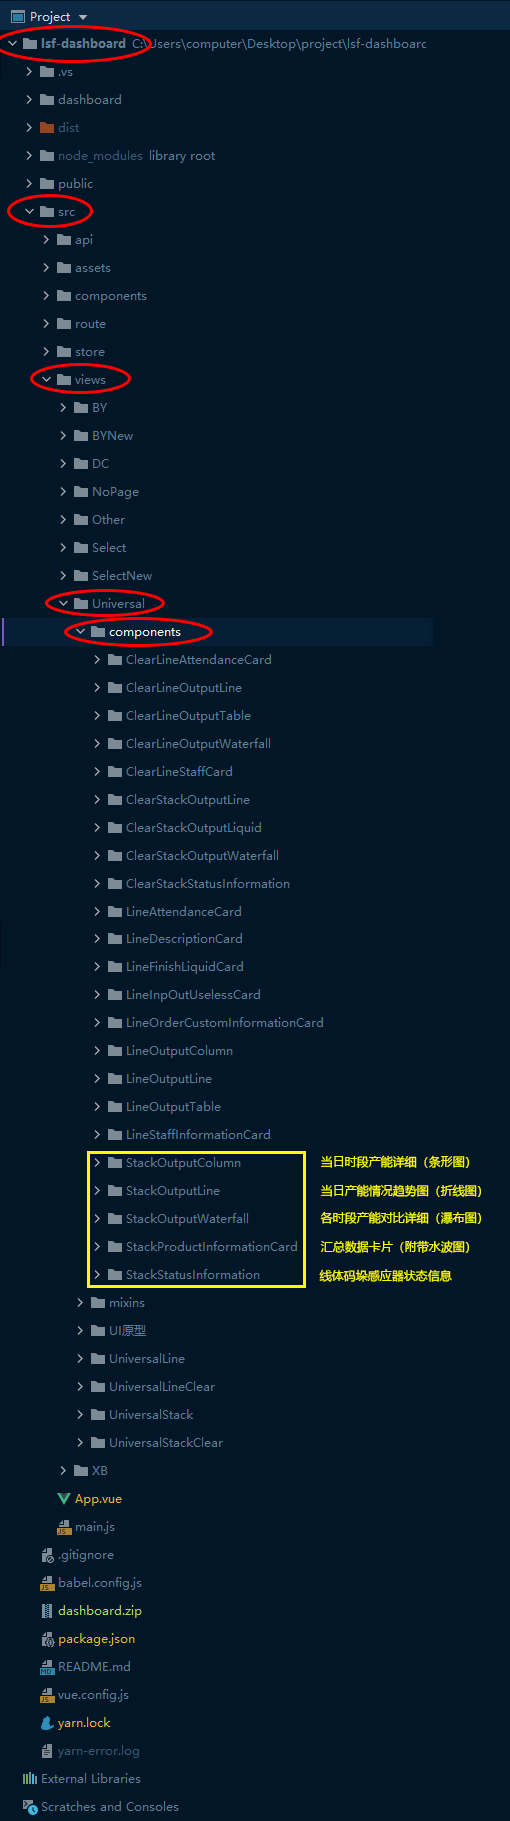 Project
lsf-dashboard C:\Users\computer\Desktop\project\lsf-dashboard
.vs
dashboard
dist
node_modules library root
public
src
api
assets
components
route
store
views
BY
BYNew
DC
NoPage
Other
Select
SelectNew
Universal
components
ClearLineAttendanceCard
ClearLineOutputLine
ClearLineOutputTable
ClearLineOutputWaterfall
ClearLineStaffCard
ClearStackOutputLine
ClearStackOutputLiquid
ClearStackOutputWaterfall
ClearStackStatusInformation
LineAttendanceCard
LineDescriptionCard
LineFinishLiquidCard
LineInpOutUselessCard
LineOrderCustomInformationCard
LineOutputColumn
LineOutputLine
LineOutputTable
LineStaffInformationCard
StackOutputColumn 当日时段产能详细（条形图）
StackOutputLine 当日产能情况趋势图（折线图）
StackOutputWaterfall 各时段产能对比详细（瀑布图）
StackProductInformationCard 汇总数据卡片（附带水波图）
StackStatusInformation 线体码垛感应器状态信息
mixins
UI原型
UniversalLine
UniversalLineClear
UniversalStack
UniversalStackClear
XB
App.vue
main.js
.gitignore
babel.config.js
dashboard.zip
package.json
README.md
vue.config.js
yarn.lock
yarn-error.log
External Libraries
Scratches and Consoles